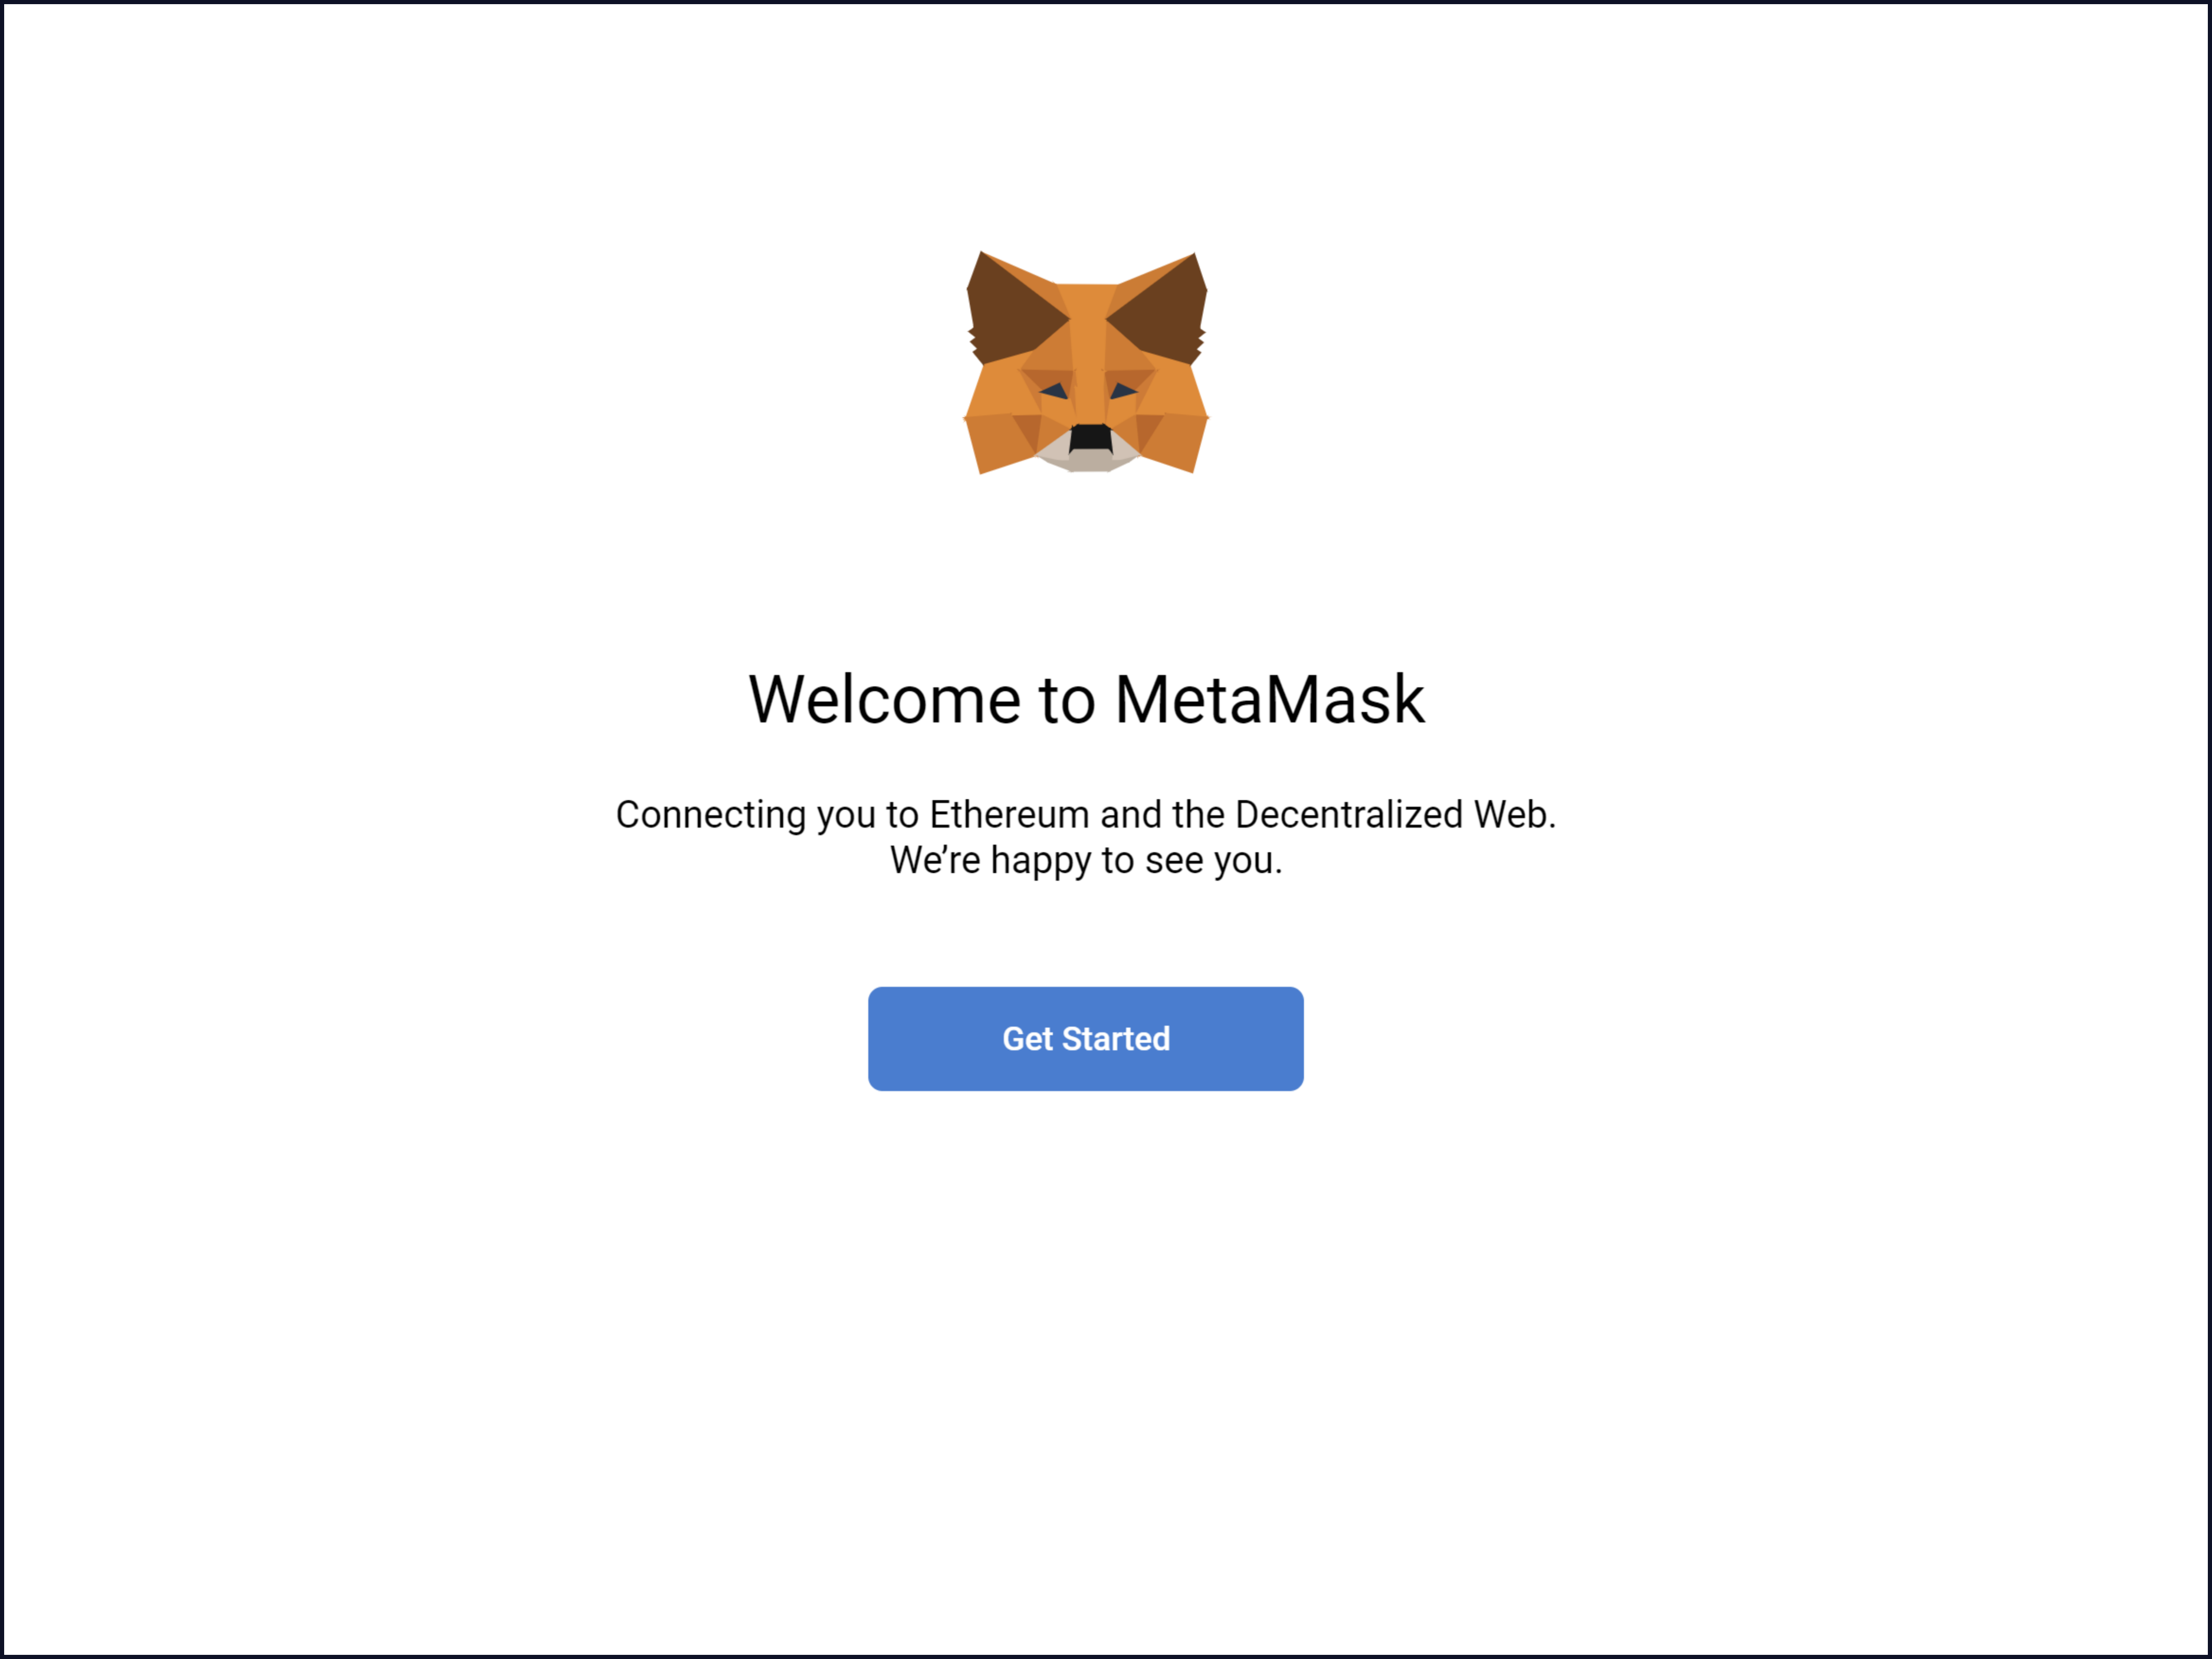 Welcome to MetaMask
Connecting you to Ethereum and the Decentralized Web.
We’re happy to see you.
Get Started